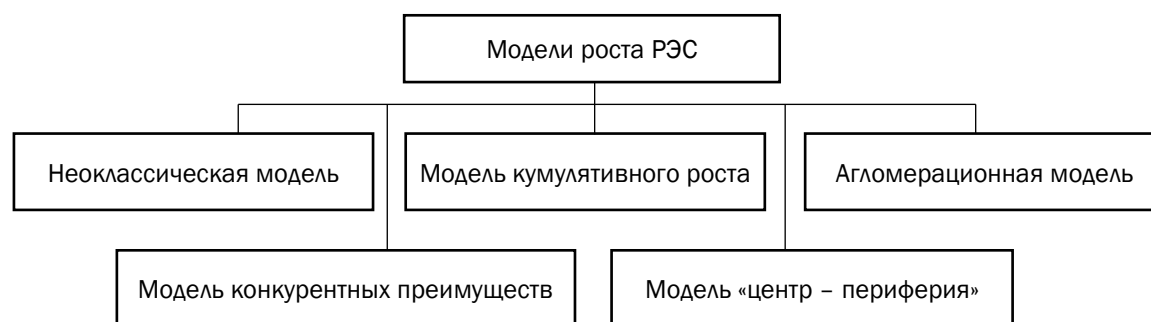 Модели роста РЭС
Неоклассическая модель
Модель кумулятивного роста
Агломерационная модель
Модель конкурентных преимуществ
Модель «центр – периферия»